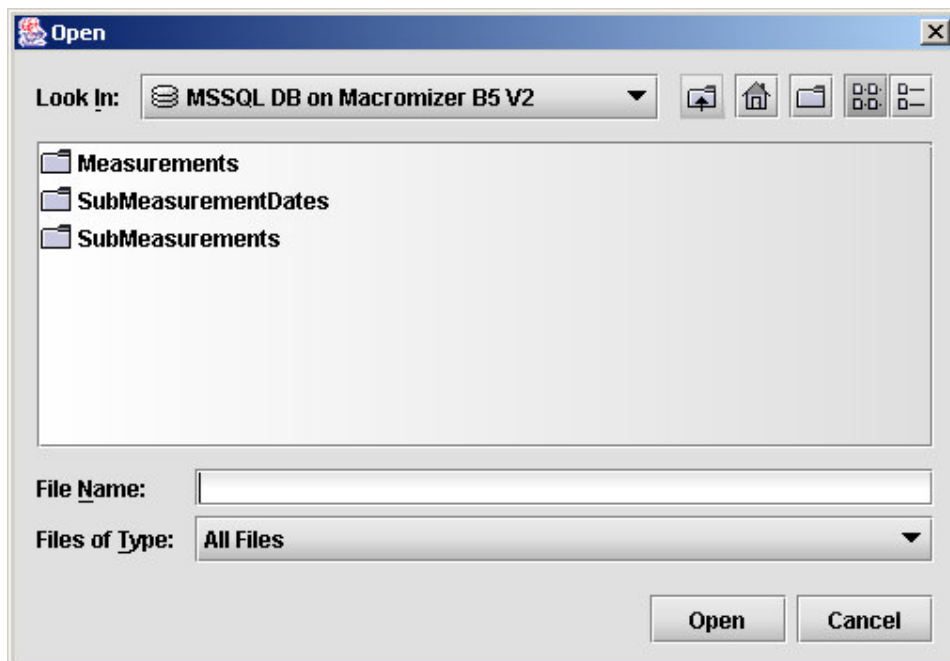 Open
Look In: MSSQL DB on Macromizer B5 V2
Measurements
SubMeasurementDates
SubMeasurements
File Name:
Files of Type: All Files
Open Cancel